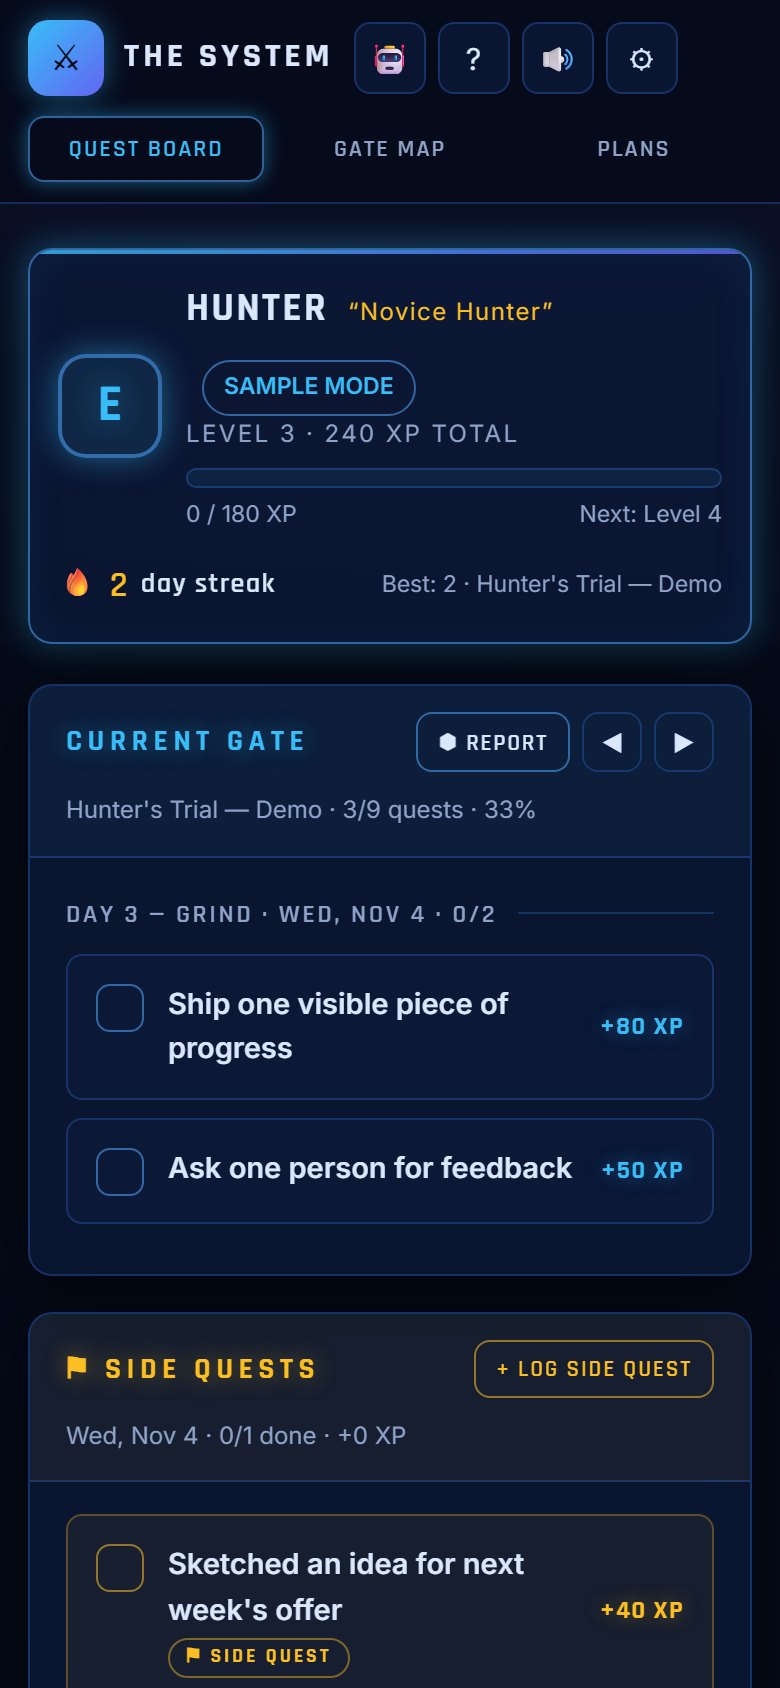 THE SYSTEM
?
QUEST BOARD
GATE MAP
PLANS
HUNTER “Novice Hunter”
E
SAMPLE MODE
LEVEL 3 · 240 XP TOTAL
0 / 180 XP
Next: Level 4
2 day streak
Best: 2 · Hunter's Trial — Demo
CURRENT GATE
REPORT
Hunter's Trial — Demo · 3/9 quests · 33%
DAY 3 — GRIND · WED, NOV 4 · 0/2
Ship one visible piece of
progress
+80 XP
Ask one person for feedback
+50 XP
SIDE QUESTS
+ LOG SIDE QUEST
Wed, Nov 4 · 0/1 done · +0 XP
Sketched an idea for next
week's offer
+40 XP
SIDE QUEST